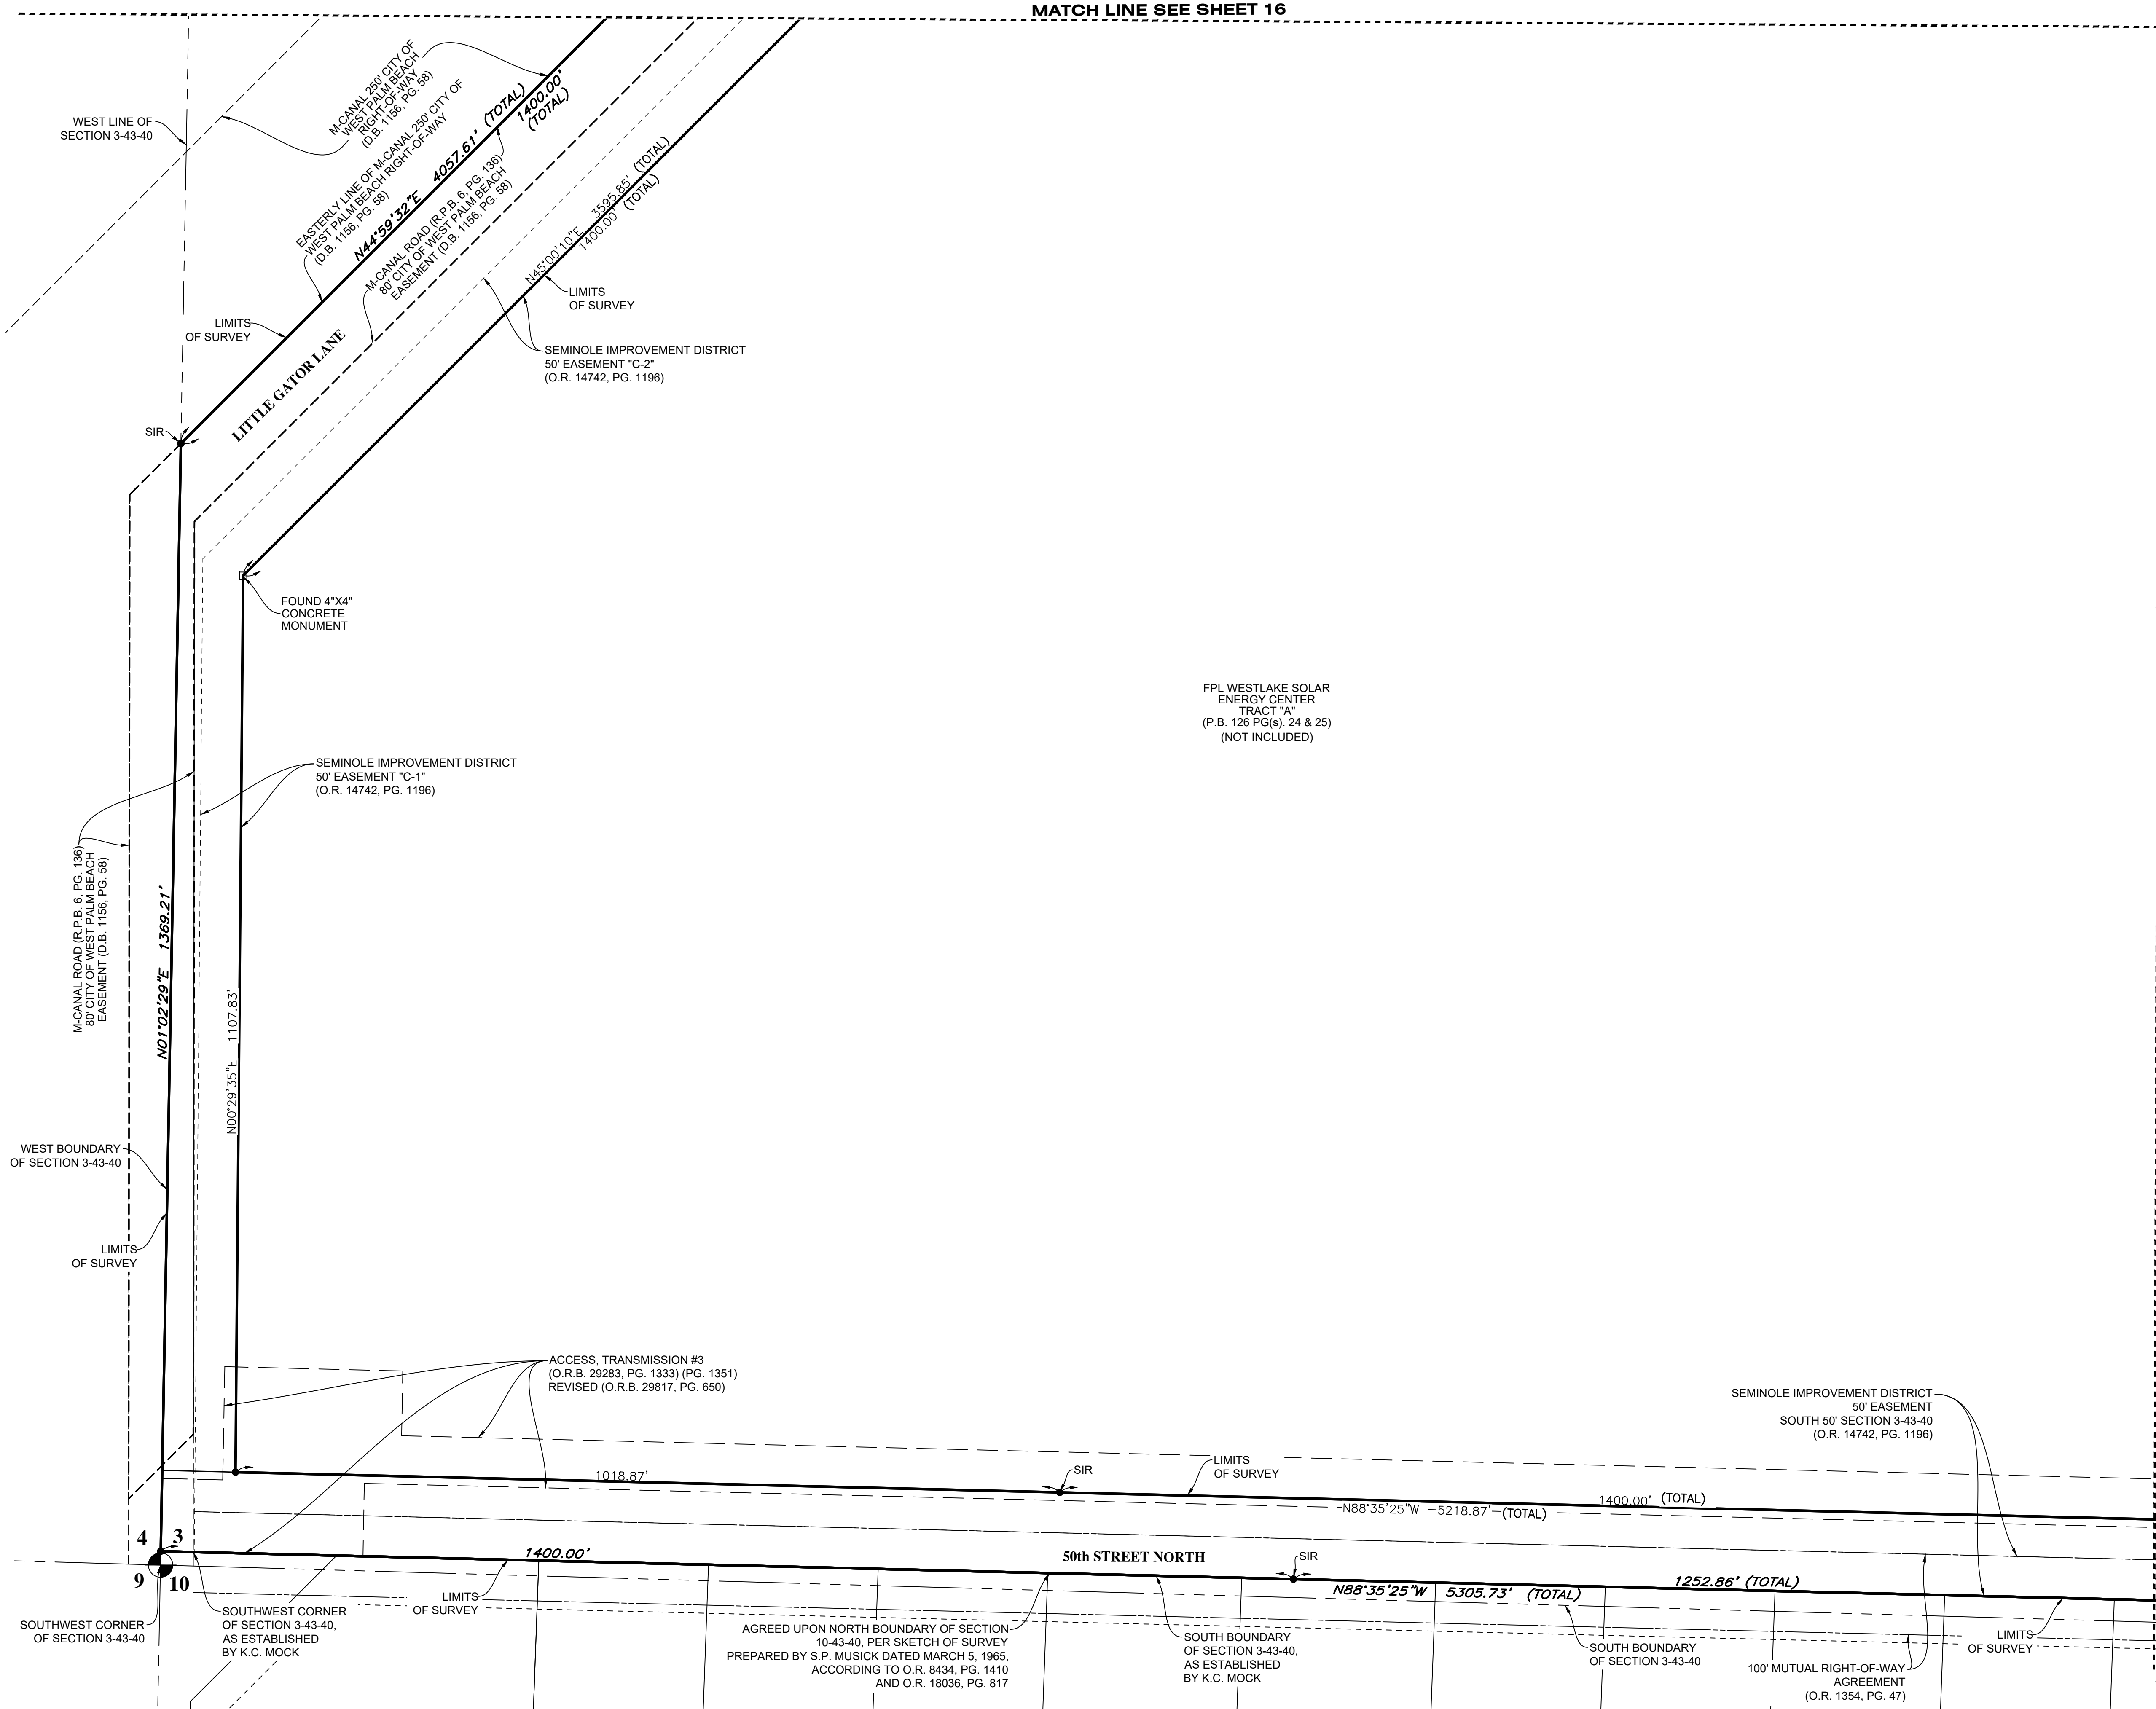 MATCH LINE SEE SHEET 16
WEST LINE OF
SECTION 3-43-40
M-CANAL 250' CITY OF
WEST PALM BEACH
RIGHT-OF-WAY
(D.B. 1156, PG. 58)
EASTERLY LINE OF M-CANAL 250' CITY OF
WEST PALM BEACH RIGHT-OF-WAY
(D.B. 1156, PG. 58)
N44°59'32"E 4057.61' (TOTAL)
1400.00'
(TOTAL)
M-CANAL ROAD (R.P.B. 6, PG. 136)
80' CITY OF WEST PALM BEACH
EASEMENT (D.B. 1156, PG. 58)
N45°00'10"E 3595.85' (TOTAL)
1400.00' (TOTAL)
LIMITS
OF SURVEY
LIMITS
OF SURVEY
LITTLE GATOR LANE
SEMINOLE IMPROVEMENT DISTRICT
50' EASEMENT "C-2"
(O.R. 14742, PG. 1196)
SIR
FOUND 4"X4"
CONCRETE
MONUMENT
FPL WESTLAKE SOLAR
ENERGY CENTER
TRACT "A"
(P.B. 126 PG(s). 24 & 25)
(NOT INCLUDED)
SEMINOLE IMPROVEMENT DISTRICT
50' EASEMENT "C-1"
(O.R. 14742, PG. 1196)
M-CANAL ROAD (R.P.B. 6, PG. 136)
80' CITY OF WEST PALM BEACH
EASEMENT (D.B. 1156, PG. 58)
N01°02'29"E 1369.21'
N00°29'35"E 1107.83'
WEST BOUNDARY
OF SECTION 3-43-40
LIMITS
OF SURVEY
ACCESS, TRANSMISSION #3
(O.R.B. 29283, PG. 1333) (PG. 1351)
REVISED (O.R.B. 29817, PG. 650)
SEMINOLE IMPROVEMENT DISTRICT
50' EASEMENT
SOUTH 50' SECTION 3-43-40
(O.R. 14742, PG. 1196)
1018.87'
SIR
LIMITS
OF SURVEY
1400.00' (TOTAL)
N88°35'25"W 5218.87' (TOTAL)
4 3
9 10
1400.00'
50th STREET NORTH
SIR
N88°35'25"W 5305.73' (TOTAL)
1252.86' (TOTAL)
SOUTHWEST CORNER
OF SECTION 3-43-40
SOUTHWEST CORNER
OF SECTION 3-43-40,
AS ESTABLISHED
BY K.C. MOCK
LIMITS
OF SURVEY
AGREED UPON NORTH BOUNDARY OF SECTION
10-43-40, PER SKETCH OF SURVEY
PREPARED BY S.P. MUSICK DATED MARCH 5, 1965,
ACCORDING TO O.R. 8434, PG. 1410
AND O.R. 18036, PG. 817
SOUTH BOUNDARY
OF SECTION 3-43-40,
AS ESTABLISHED
BY K.C. MOCK
SOUTH BOUNDARY
OF SECTION 3-43-40
100' MUTUAL RIGHT-OF-WAY
AGREEMENT
(O.R. 1354, PG. 47)
LIMITS
OF SURVEY